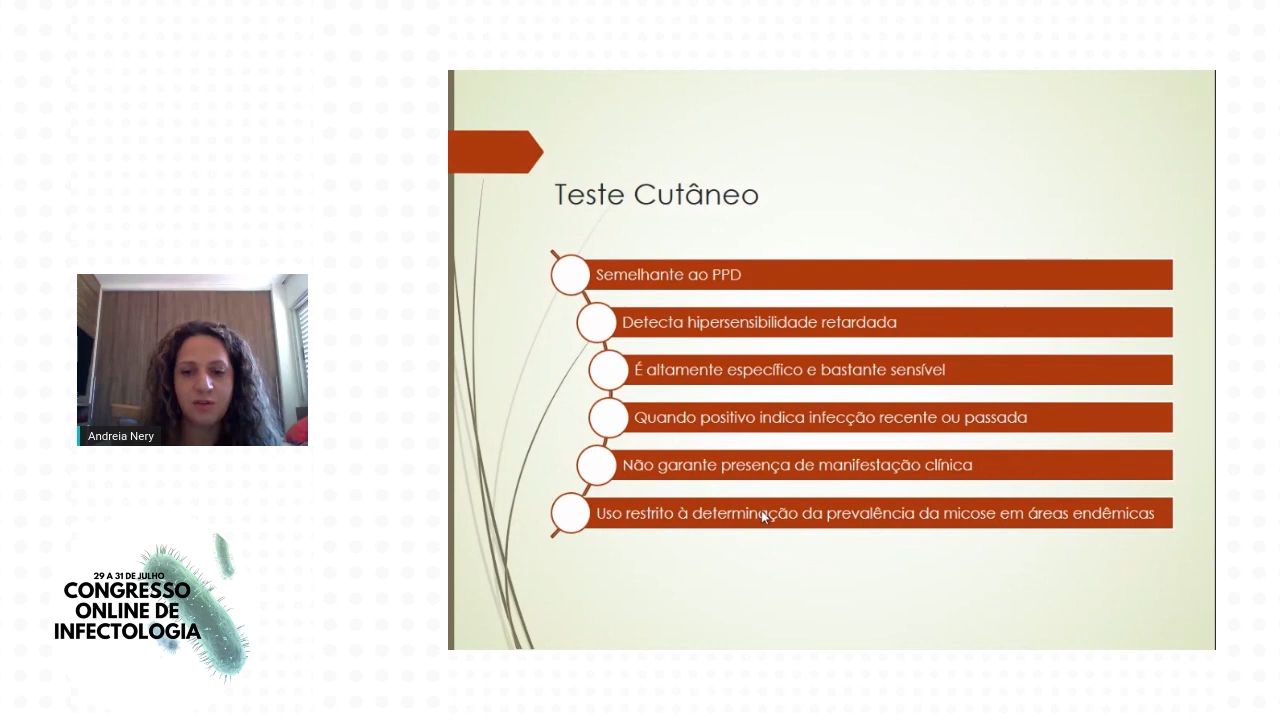 Teste Cutâneo
Semelhante ao PPD
Detecta hipersensibilidade retardada
É altamente específico e bastante sensível
Quando positivo indica infecção recente ou passada
Não garante presença de manifestação clínica
Uso restrito à determinação da prevalência da micose em áreas endêmicas
Andreia Nery
29 A 31 DE JULHO
CONGRESSO
ONLINE DE
INFECTOLOGIA